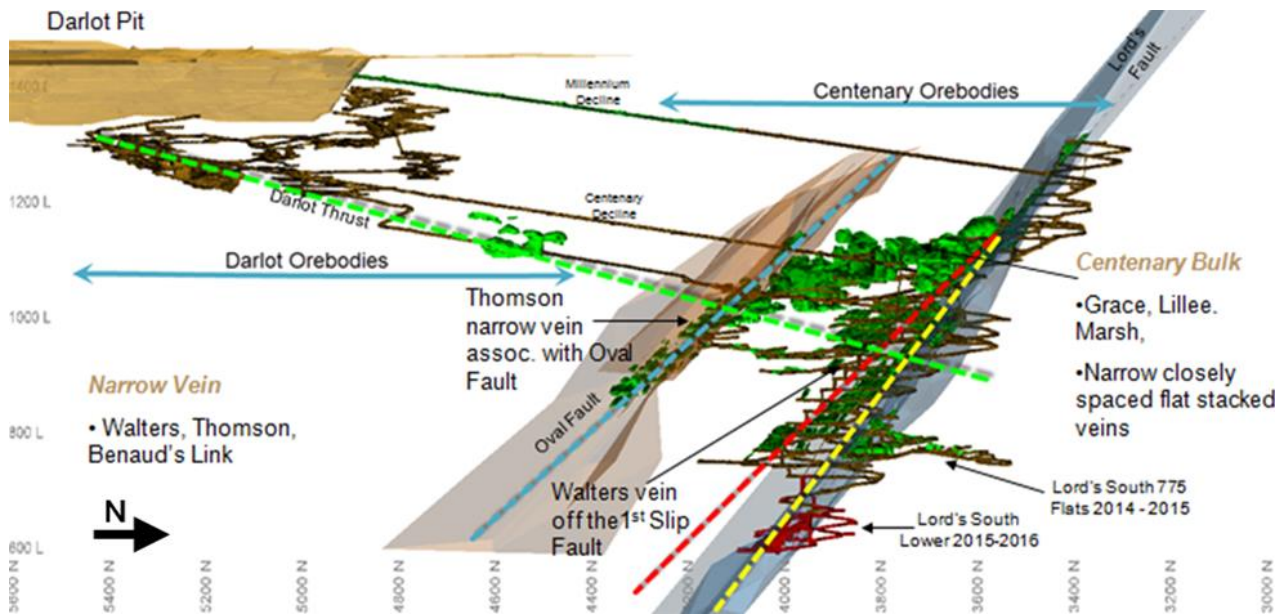 Darlot Pit
1400 L
Millennium
Decline
Centenary Orebodies
Lord's
Fault
1200 L
Darlot Thrust
Centenary
Decline
Darlot Orebodies
Thomson
narrow vein
assoc. with Oval
Fault
Centenary Bulk
•Grace, Lillee.
Marsh,
•Narrow closely
spaced flat stacked
veins
1000 L
Narrow Vein
• Walters, Thomson,
Benaud's Link
800 L
Oval Fault
Walters vein
off the 1st Slip
Fault
Lord's South 775
Flats 2014 - 2015
Lord's South
Lower 2015-2016
N
600 L
5600 N
5400 N
5200 N
5000 N
4800 N
4600 N
4400 N
4200 N
4000 N
3800 N
3600 N
3400 N
3200 N
3000 N